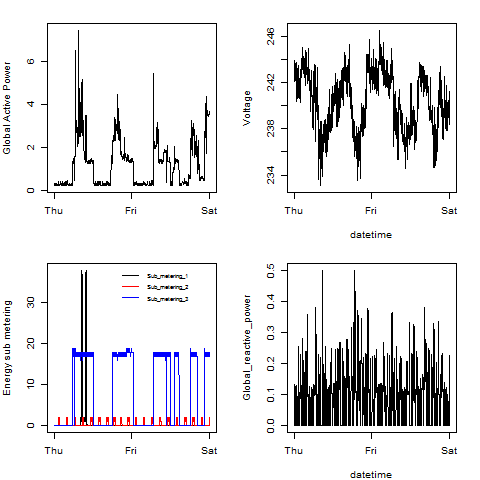 Global Active Power
0 2 4 6
Thu Fri Sat
Voltage
234 238 242 246
Thu Fri Sat
datetime
Energy sub metering
0 10 20 30
Sub_metering_1
Sub_metering_2
Sub_metering_3
Thu Fri Sat
Global_reactive_power
0.0 0.1 0.2 0.3 0.4 0.5
Thu Fri Sat
datetime